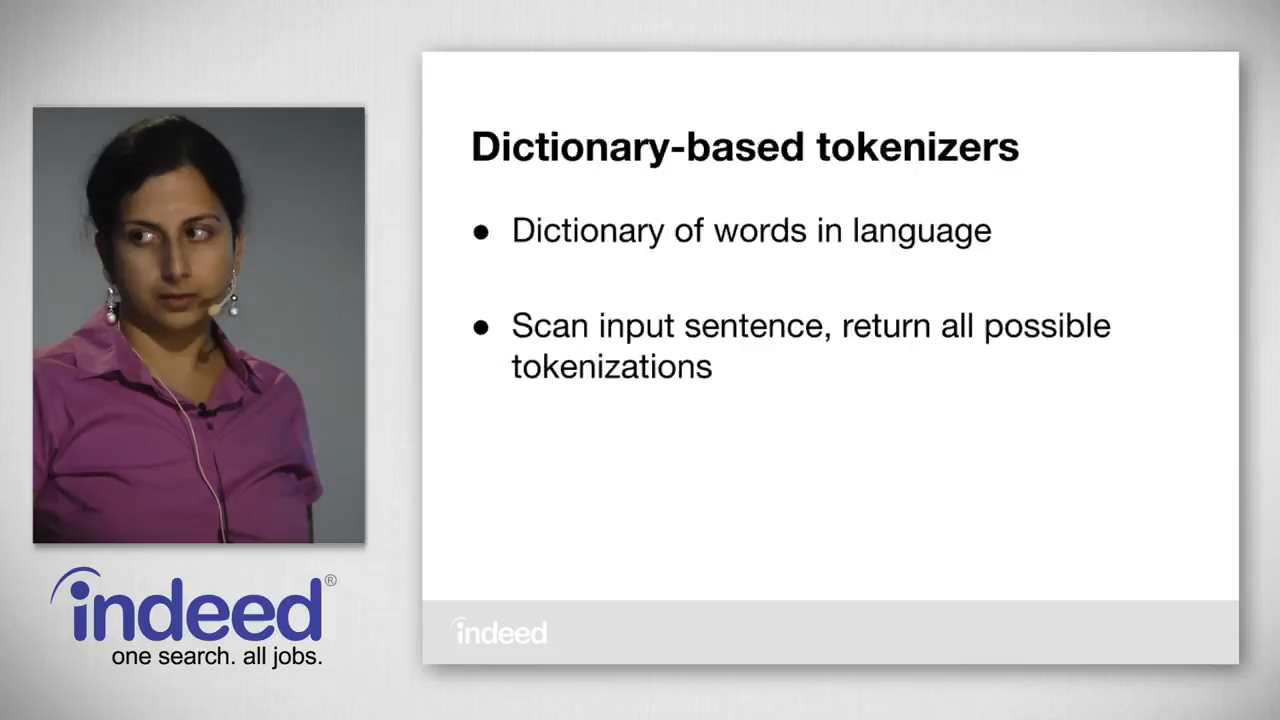 Dictionary-based tokenizers
● Dictionary of words in language
● Scan input sentence, return all possible
tokenizations
indeed®
one search. all jobs.
indeed